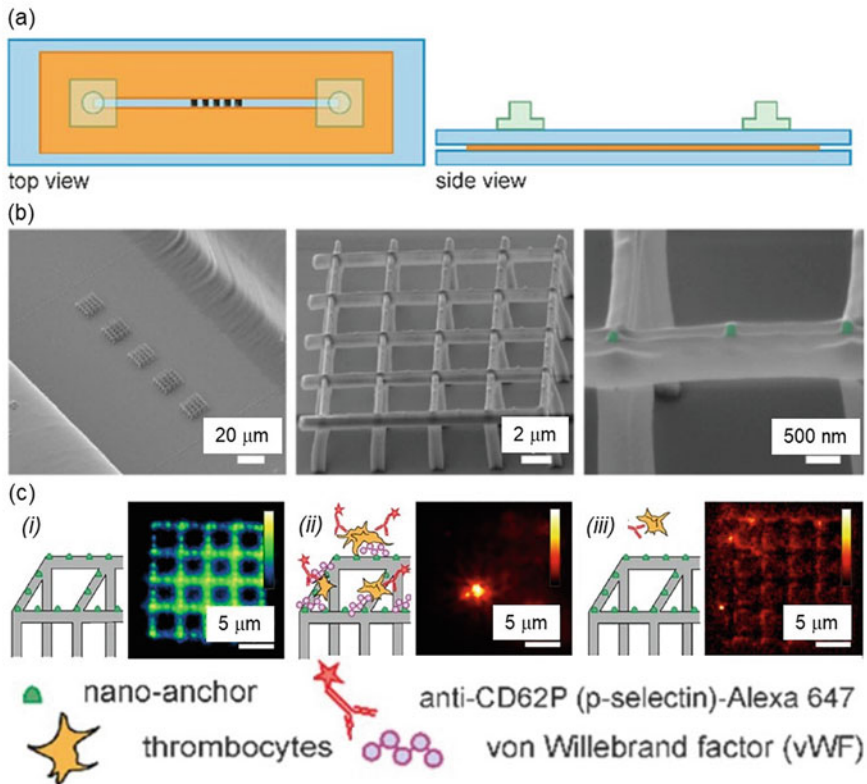 (a)
top view
side view
(b)
20 µm
2 µm
500 nm
(c)
(i)
5 µm
(ii)
5 µm
(iii)
5 µm
nano-anchor
anti-CD62P (p-selectin)-Alexa 647
thrombocytes
von Willebrand factor (vWF)